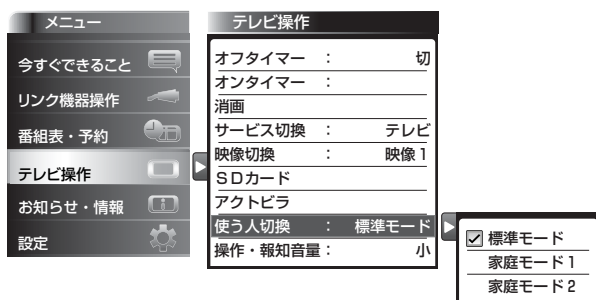 メニュー
今すぐできること
リンク機器操作
番組表・予約
テレビ操作
お知らせ・情報
設定
テレビ操作
オフタイマー : 切
オンタイマー :
消画
サービス切換 : テレビ
映像切換 : 映像1
SDカード
アクトビラ
使う人切換 : 標準モード
操作・報知音量 : 小
標準モード
家庭モード1
家庭モード2